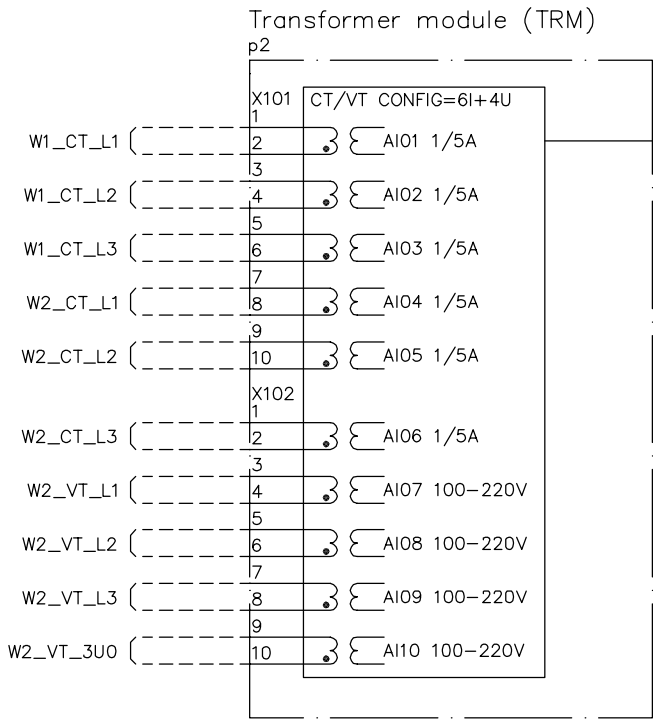 Transformer module (TRM)
p2
X101 CT/VT CONFIG=6I+4U
1
W1_CT_L1 2 AI01 1/5A
3
W1_CT_L2 4 AI02 1/5A
5
W1_CT_L3 6 AI03 1/5A
7
W2_CT_L1 8 AI04 1/5A
9
W2_CT_L2 10 AI05 1/5A
X102
1
W2_CT_L3 2 AI06 1/5A
3
W2_VT_L1 4 AI07 100-220V
5
W2_VT_L2 6 AI08 100-220V
7
W2_VT_L3 8 AI09 100-220V
9
W2_VT_3U0 10 AI10 100-220V